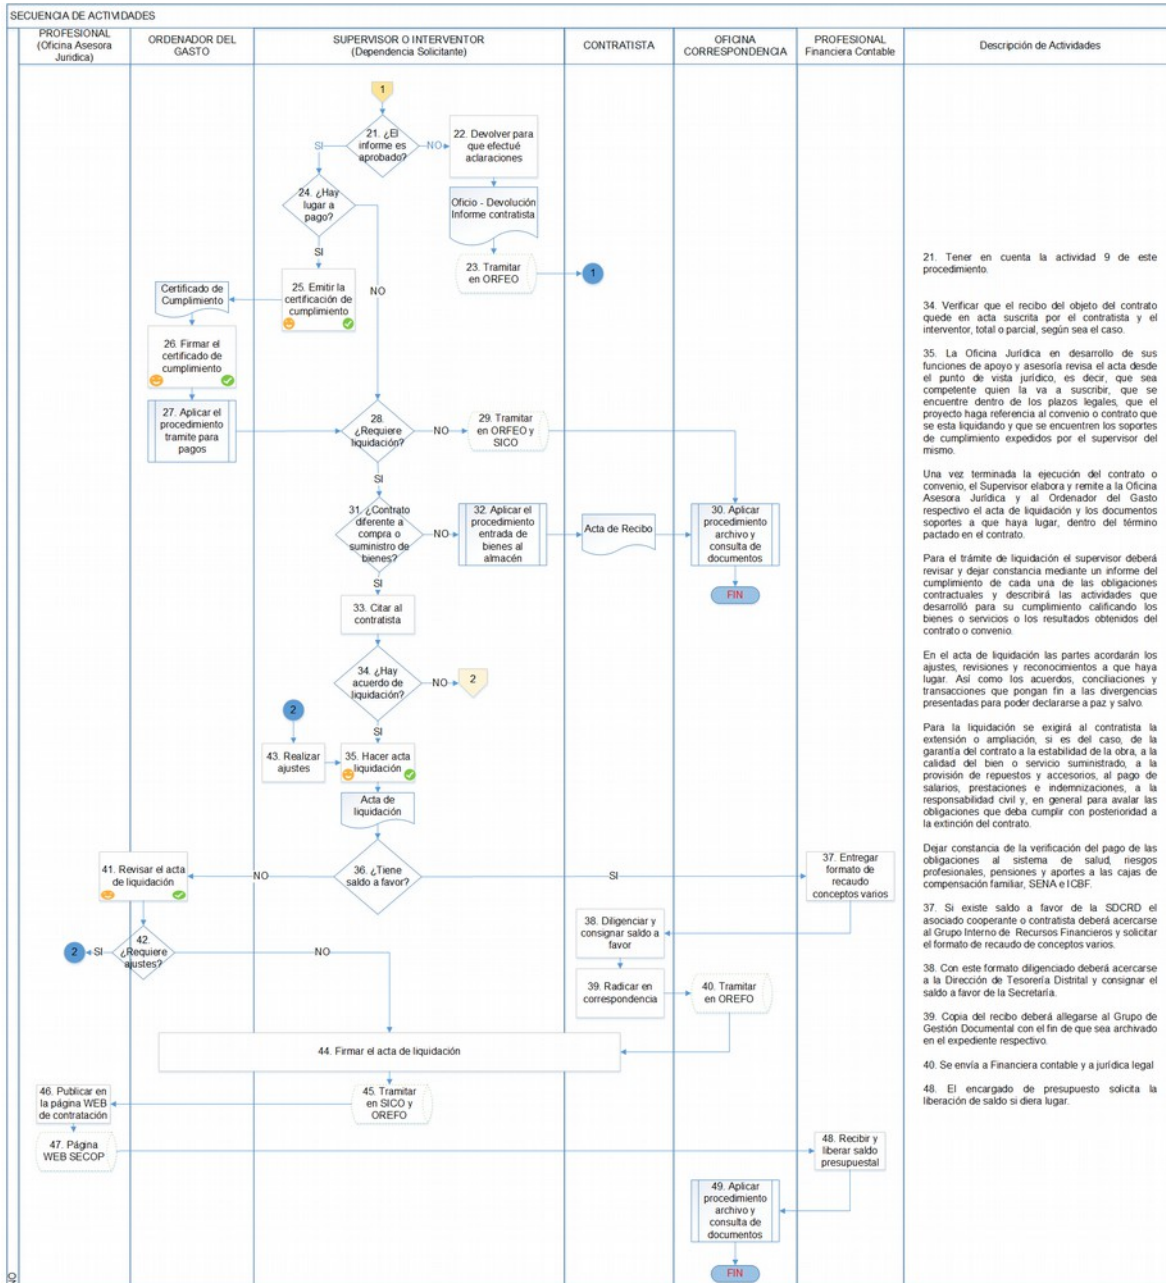 SECUENCIA DE ACTIVIDADES
PROFESIONAL
(Oficina Asesora
Juridica)
ORDENADOR DEL
GASTO
SUPERVISOR O INTERVENTOR
(Dependencia Solicitante)
CONTRATISTA
OFICINA
CORRESPONDENCIA
PROFESIONAL
Financiera Contable
Descripción de Actividades
1
21. ¿El
informe es
aprobado?
SI
NO
22. Devolver para
que efectué
aclaraciones
24. ¿Hay
lugar a
pago?
Oficio - Devolución
Informe contratista
SI
NO
23. Tramitar
en ORFEO
1
25. Emitir la
certificación de
cumplimiento
Certificado de
Cumplimiento
26. Firmar el
certificado de
cumplimiento
27. Aplicar el
procedimiento
tramite para
pagos
28.
¿Requiere
liquidación?
NO
29. Tramitar
en ORFEO y
SICO
SI
31. ¿Contrato
diferente a
compra o
suministro de
bienes?
NO
32. Aplicar el
procedimiento
entrada de
bienes al
almacén
Acta de Recibo
30. Aplicar
procedimiento
archivo y
consulta de
documentos
FIN
SI
33. Citar al
contratista
34. ¿Hay
acuerdo de
liquidación?
NO
2
SI
2
43. Realizar
ajustes
35. Hacer acta
liquidación
Acta de
liquidación
36. ¿Tiene
saldo a favor?
NO
SI
41. Revisar el acta
de liquidación
37. Entregar
formato de
recaudo
conceptos varios
42.
¿Requiere
ajustes?
SI
2
NO
38. Diligenciar y
consignar saldo a
favor
39. Radicar en
correspondencia
40. Tramitar
en OREFO
44. Firmar el acta de liquidación
45. Tramitar
en SICO y
OREFO
46. Publicar en
la página WEB
de contratación
47. Página
WEB SECOP
48. Recibir y
liberar saldo
presupuestal
49. Aplicar
procedimiento
archivo y
consulta de
documentos
FIN
21. Tener en cuenta la actividad 9 de este
procedimiento.
34. Verificar que el recibo del objeto del contrato
quede en acta suscrita por el contratista y el
interventor, total o parcial, según sea el caso.
35. La Oficina Jurídica en desarrollo de sus
funciones de apoyo y asesoría revisa el acta desde
el punto de vista jurídico, es decir, que sea
competente quien la va a suscribir, que se
encuentre dentro de los plazos legales, que el
proyecto haga referencia al convenio o contrato que
se esta liquidando y que se encuentren los soportes
de cumplimiento expedidos por el supervisor del
mismo.
Una vez terminada la ejecución del contrato o
convenio, el Supervisor elabora y remite a la Oficina
Asesora Jurídica y al Ordenador del Gasto
respectivo el acta de liquidación y los documentos
soportes a que haya lugar, dentro del término
pactado en el contrato.
Para el trámite de liquidación el supervisor deberá
revisar y dejar constancia mediante un informe del
cumplimiento de cada una de las obligaciones
contractuales y describirá las actividades que
desarrolló para su cumplimiento calificando los
bienes o servicios o los resultados obtenidos del
contrato o convenio.
En el acta de liquidación las partes acordarán los
ajustes, revisiones y reconocimientos a que haya
lugar. Así como los acuerdos, conciliaciones y
transacciones que pongan fin a las divergencias
presentadas para poder declararse a paz y salvo.
Para la liquidación se exigirá al contratista la
extensión o ampliación, si es del caso, de la
garantía del contrato a la estabilidad de la obra, a la
calidad del bien o servicio suministrado, a la
provisión de repuestos y accesorios, al pago de
salarios, prestaciones e indemnizaciones, a la
responsabilidad civil y, en general para avalar las
obligaciones que deba cumplir con posterioridad a
la extinción del contrato.
Dejar constancia de la verificación del pago de las
obligaciones al sistema de salud, riesgos
profesionales, pensiones y aportes a las cajas de
compensación familiar, SENA e ICBF.
37. Si existe saldo a favor de la SDCRD el
asociado cooperante o contratista deberá acercarse
al Grupo Interno de Recursos Financieros y solicitar
el formato de recaudo de conceptos varios.
38. Con este formato diligenciado deberá acercarse
a la Dirección de Tesorería Distrital y consignar el
saldo a favor de la Secretaría.
39. Copia del recibo deberá allegarse al Grupo de
Gestión Documental con el fin de que sea archivado
en el expediente respectivo.
40. Se envía a Financiera contable y a jurídica legal
48. El encargado de presupuesto solicita la
liberación de saldo si diera lugar.